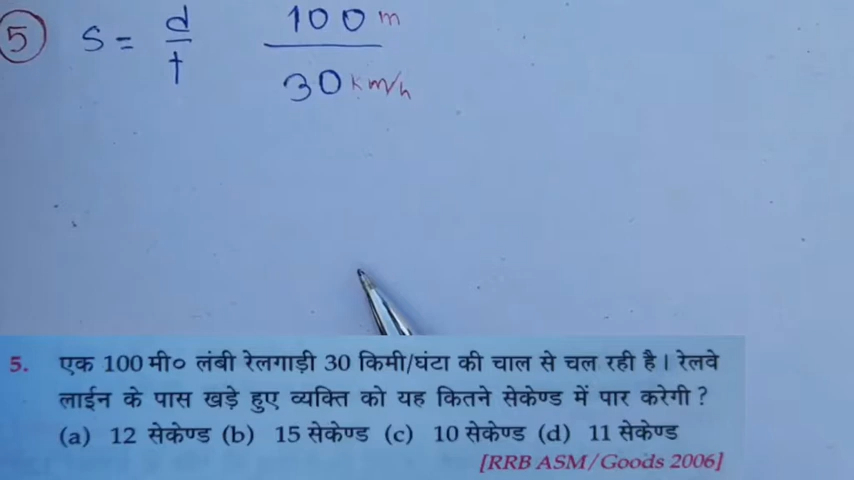 5 S = d/t 100 m / 30 km/h
5. एक 100 मी० लंबी रेलगाड़ी 30 किमी/घंटा की चाल से चल रही है। रेलवे
लाईन के पास खड़े हुए व्यक्ति को यह कितने सेकेण्ड में पार करेगी ?
(a) 12 सेकेण्ड (b) 15 सेकेण्ड (c) 10 सेकेण्ड (d) 11 सेकेण्ड
[RRB ASM/Goods 2006]